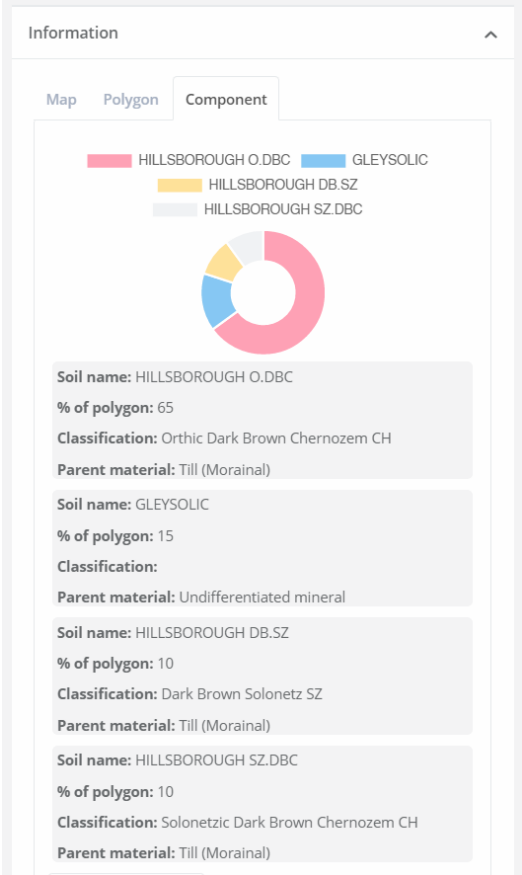 Information
Map Polygon Component
HILLSBOROUGH O.DBC GLEYSOLIC
HILLSBOROUGH DB.SZ
HILLSBOROUGH SZ.DBC
Soil name: HILLSBOROUGH O.DBC
% of polygon: 65
Classification: Orthic Dark Brown Chernozem CH
Parent material: Till (Morainal)
Soil name: GLEYSOLIC
% of polygon: 15
Classification:
Parent material: Undifferentiated mineral
Soil name: HILLSBOROUGH DB.SZ
% of polygon: 10
Classification: Dark Brown Solonetz SZ
Parent material: Till (Morainal)
Soil name: HILLSBOROUGH SZ.DBC
% of polygon: 10
Classification: Solonetzic Dark Brown Chernozem CH
Parent material: Till (Morainal)